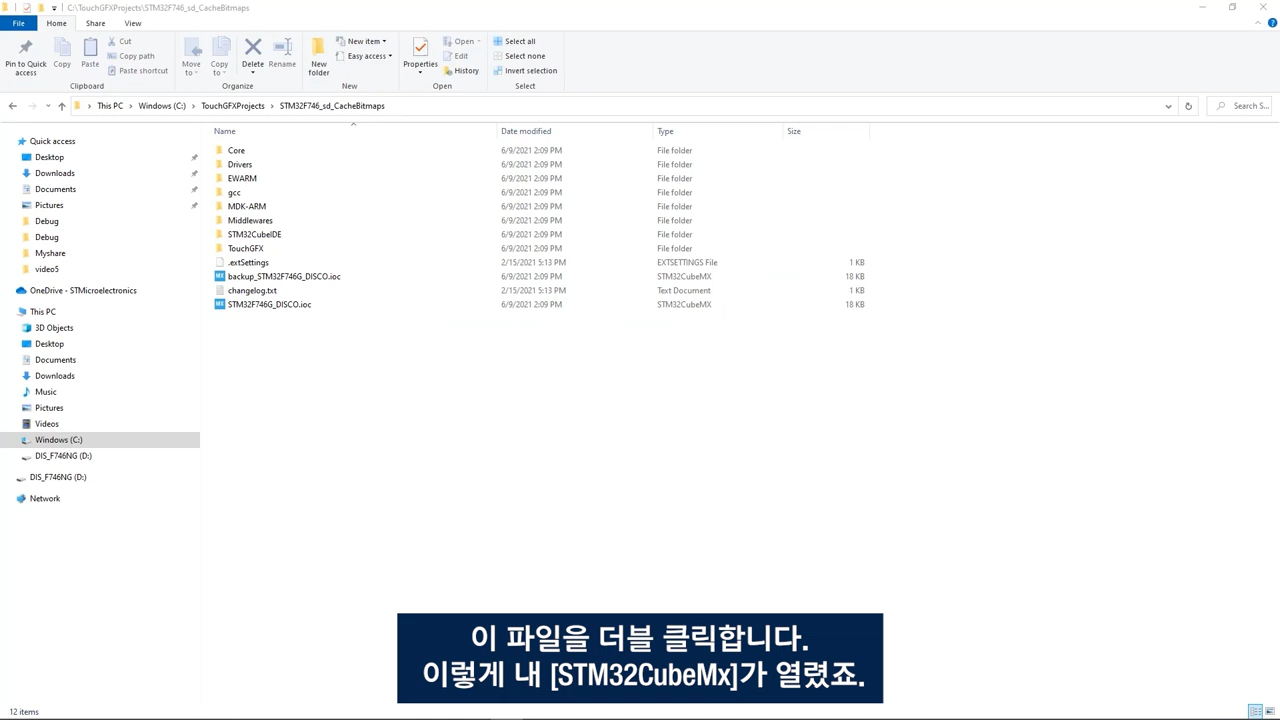 C:\TouchGFXProjects\STM32F746_sd_CacheBitmaps
File Home Share View
Pin to Quick access
Copy
Paste
Cut
Copy path
Paste shortcut
Clipboard
Move to
Copy to
Delete
Rename
Organize
New folder
New item
Easy access
New
Properties
Open
Edit
History
Open
Select all
Select none
Invert selection
Select
This PC > Windows (C:) > TouchGFXProjects > STM32F746_sd_CacheBitmaps
Search S...
Name Date modified Type Size
Quick access
Desktop
Downloads
Documents
Pictures
Debug
Debug
Myshare
video5
OneDrive - STMicroelectronics
This PC
3D Objects
Desktop
Documents
Downloads
Music
Pictures
Videos
Windows (C:)
DIS_F746NG (D:)
DIS_F746NG (D:)
Network
Core 6/9/2021 2:09 PM File folder
Drivers 6/9/2021 2:09 PM File folder
EWARM 6/9/2021 2:09 PM File folder
gcc 6/9/2021 2:09 PM File folder
MDK-ARM 6/9/2021 2:09 PM File folder
Middlewares 6/9/2021 2:09 PM File folder
STM32CubeIDE 6/9/2021 2:09 PM File folder
TouchGFX 6/9/2021 2:09 PM File folder
.extSettings 2/15/2021 5:13 PM EXTSETTINGS File 1 KB
backup_STM32F746G_DISCO.ioc 6/9/2021 2:09 PM STM32CubeMX 18 KB
changelog.txt 2/15/2021 5:13 PM Text Document 1 KB
STM32F746G_DISCO.ioc 6/9/2021 2:09 PM STM32CubeMX 18 KB
이 파일을 더블 클릭합니다.
이렇게 내 [STM32CubeMx]가 열렸죠.
12 items